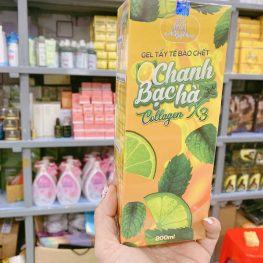 GEL TẨY TẾ BÀO CHẾT
Chanh
Bạc hà
Collagen X3
200ml